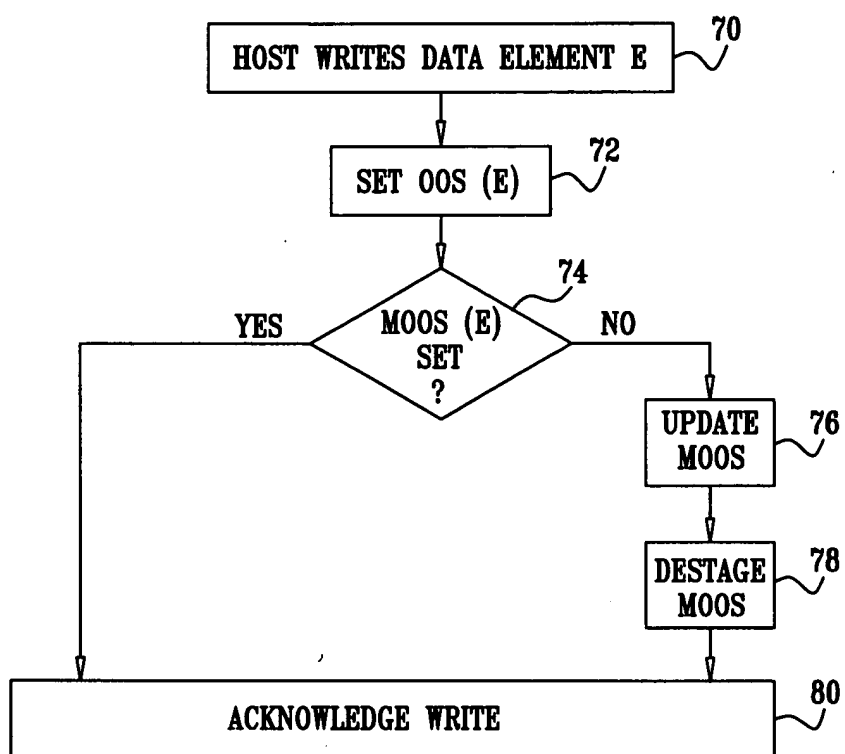 70
HOST WRITES DATA ELEMENT E
72
SET OOS (E)
74
YES
MOOS (E)
SET
?
NO
UPDATE
MOOS
76
DESTAGE
MOOS
78
ACKNOWLEDGE WRITE
80